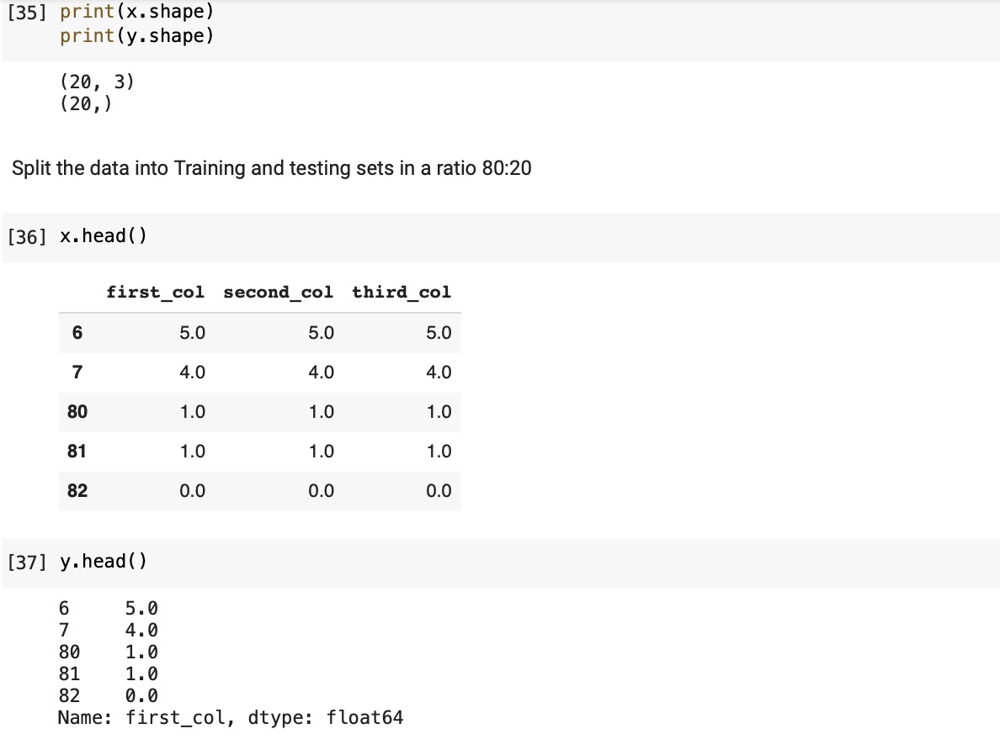 [35] print(x.shape)
print(y.shape)
(20, 3)
(20,)
Split the data into Training and testing sets in a ratio 80:20
[36] x.head()
first_col second_col third_col
6 5.0 5.0 5.0
7 4.0 4.0 4.0
80 1.0 1.0 1.0
81 1.0 1.0 1.0
82 0.0 0.0 0.0
[37] y.head()
6 5.0
7 4.0
80 1.0
81 1.0
82 0.0
Name: first_col, dtype: float64